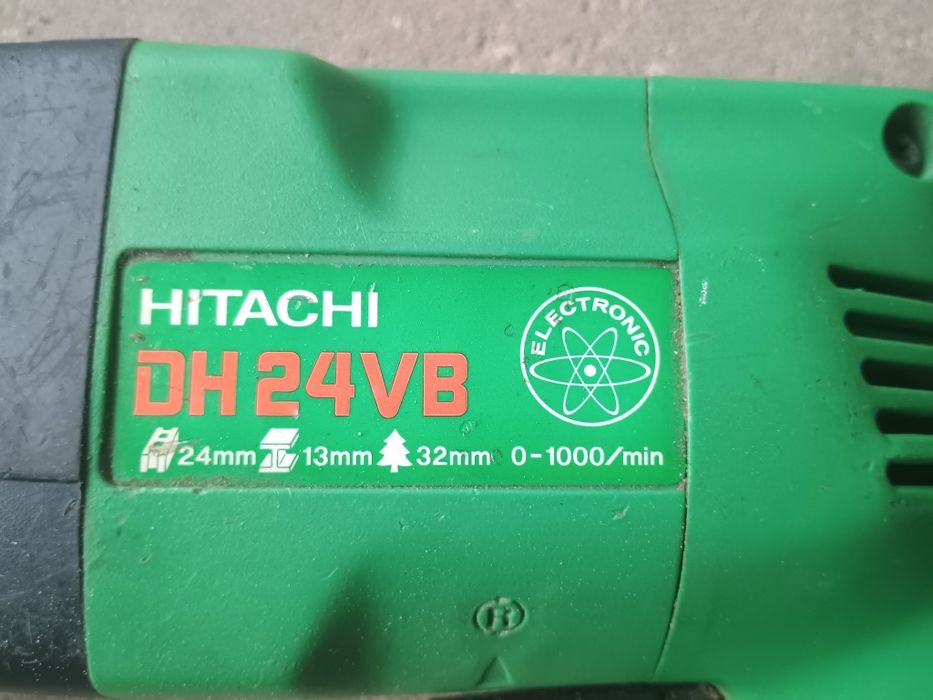 HITACHI
DH 24VB
ELECTRONIC
24mm 13mm 32mm 0-1000/min
R